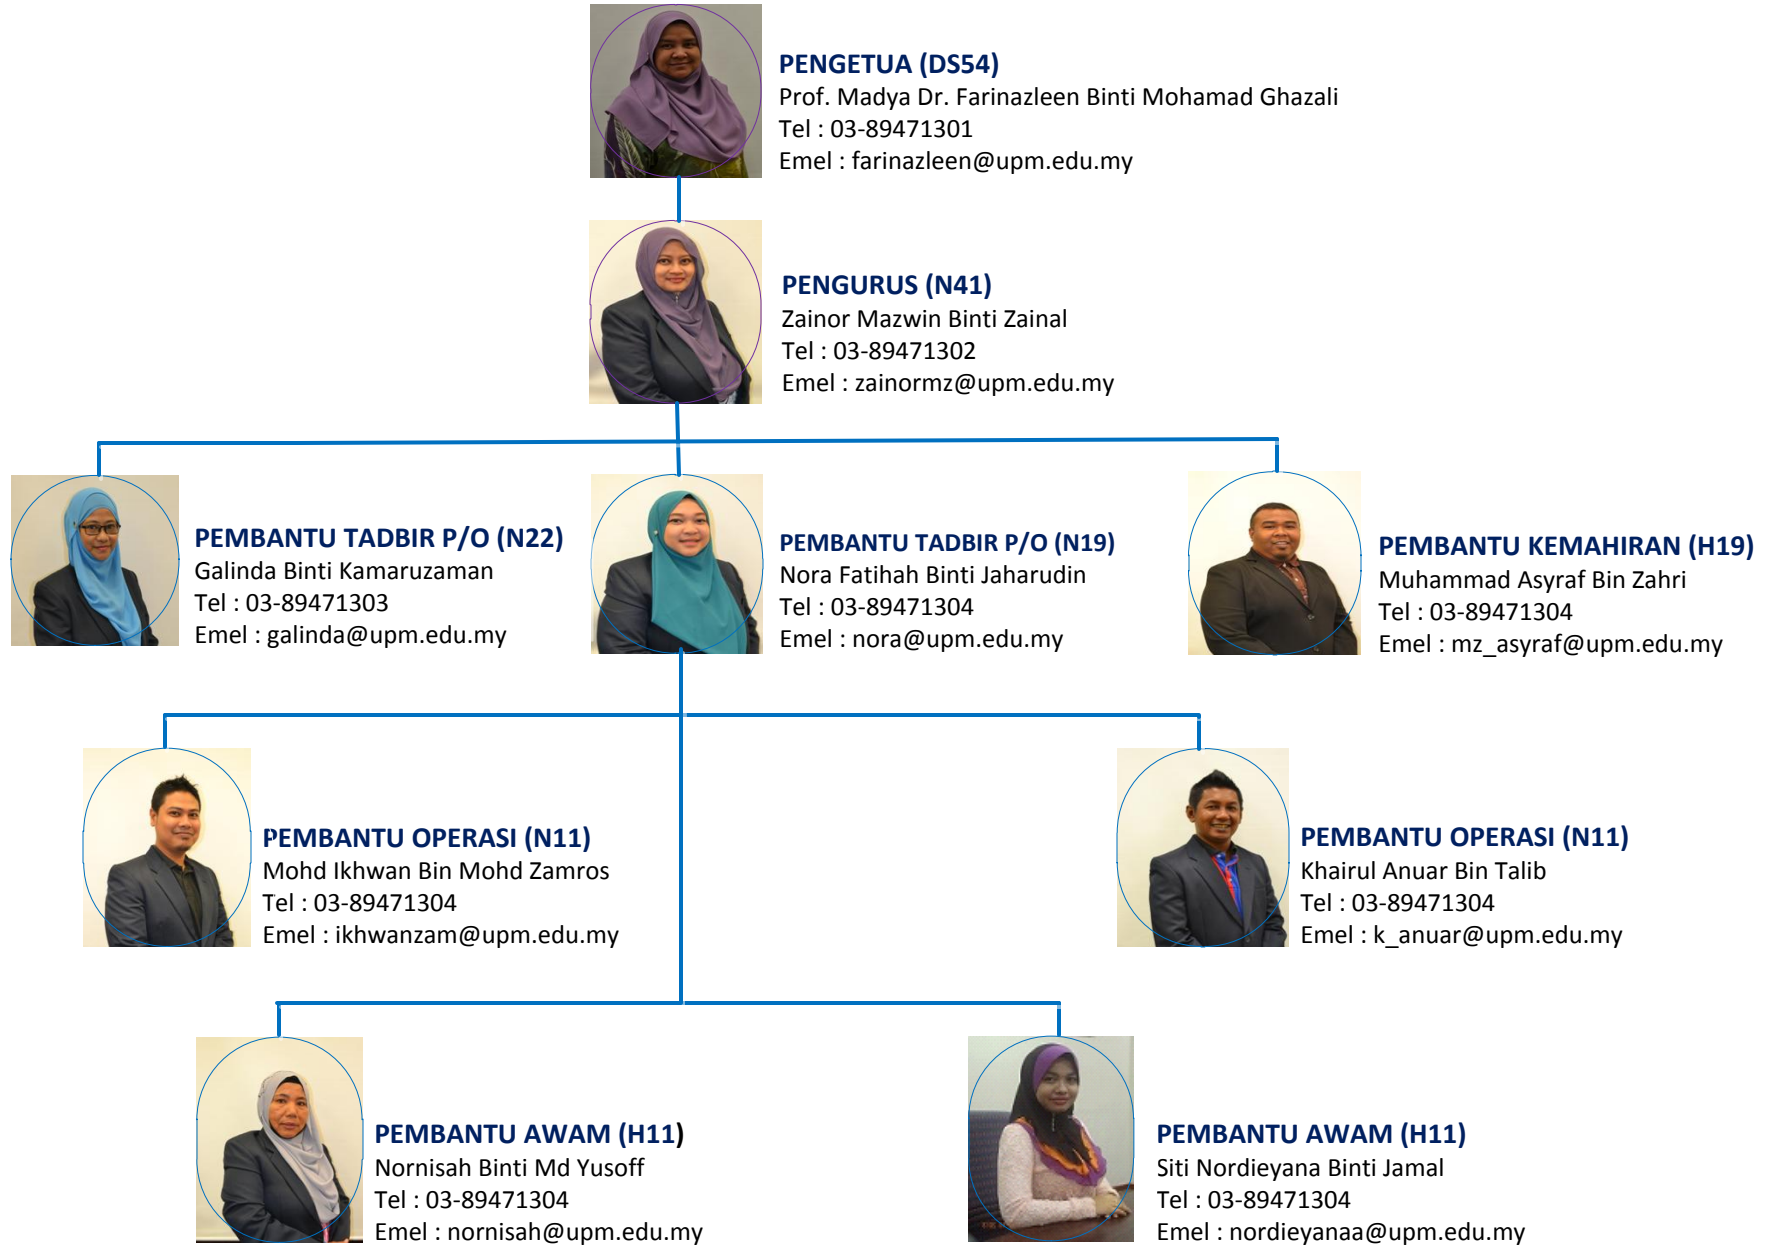 PENGETUA (DS54)
Prof. Madya Dr. Farinazleen Binti Mohamad Ghazali
Tel : 03-89471301
Emel : farinazleen@upm.edu.my
PENGURUS (N41)
Zainor Mazwin Binti Zainal
Tel : 03-89471302
Emel : zainormz@upm.edu.my
PEMBANTU TADBIR P/O (N22)
Galinda Binti Kamaruzaman
Tel : 03-89471303
Emel : galinda@upm.edu.my
PEMBANTU TADBIR P/O (N19)
Nora Fatihah Binti Jaharudin
Tel : 03-89471304
Emel : nora@upm.edu.my
PEMBANTU KEMAHIRAN (H19)
Muhammad Asyraf Bin Zahri
Tel : 03-89471304
Emel : mz_asyraf@upm.edu.my
PEMBANTU OPERASI (N11)
Mohd Ikhwan Bin Mohd Zamros
Tel : 03-89471304
Emel : ikhwanzam@upm.edu.my
PEMBANTU OPERASI (N11)
Khairul Anuar Bin Talib
Tel : 03-89471304
Emel : k_anuar@upm.edu.my
PEMBANTU AWAM (H11)
Nornisah Binti Md Yusoff
Tel : 03-89471304
Emel : nornisah@upm.edu.my
PEMBANTU AWAM (H11)
Siti Nordieyana Binti Jamal
Tel : 03-89471304
Emel : nordieyanaa@upm.edu.my